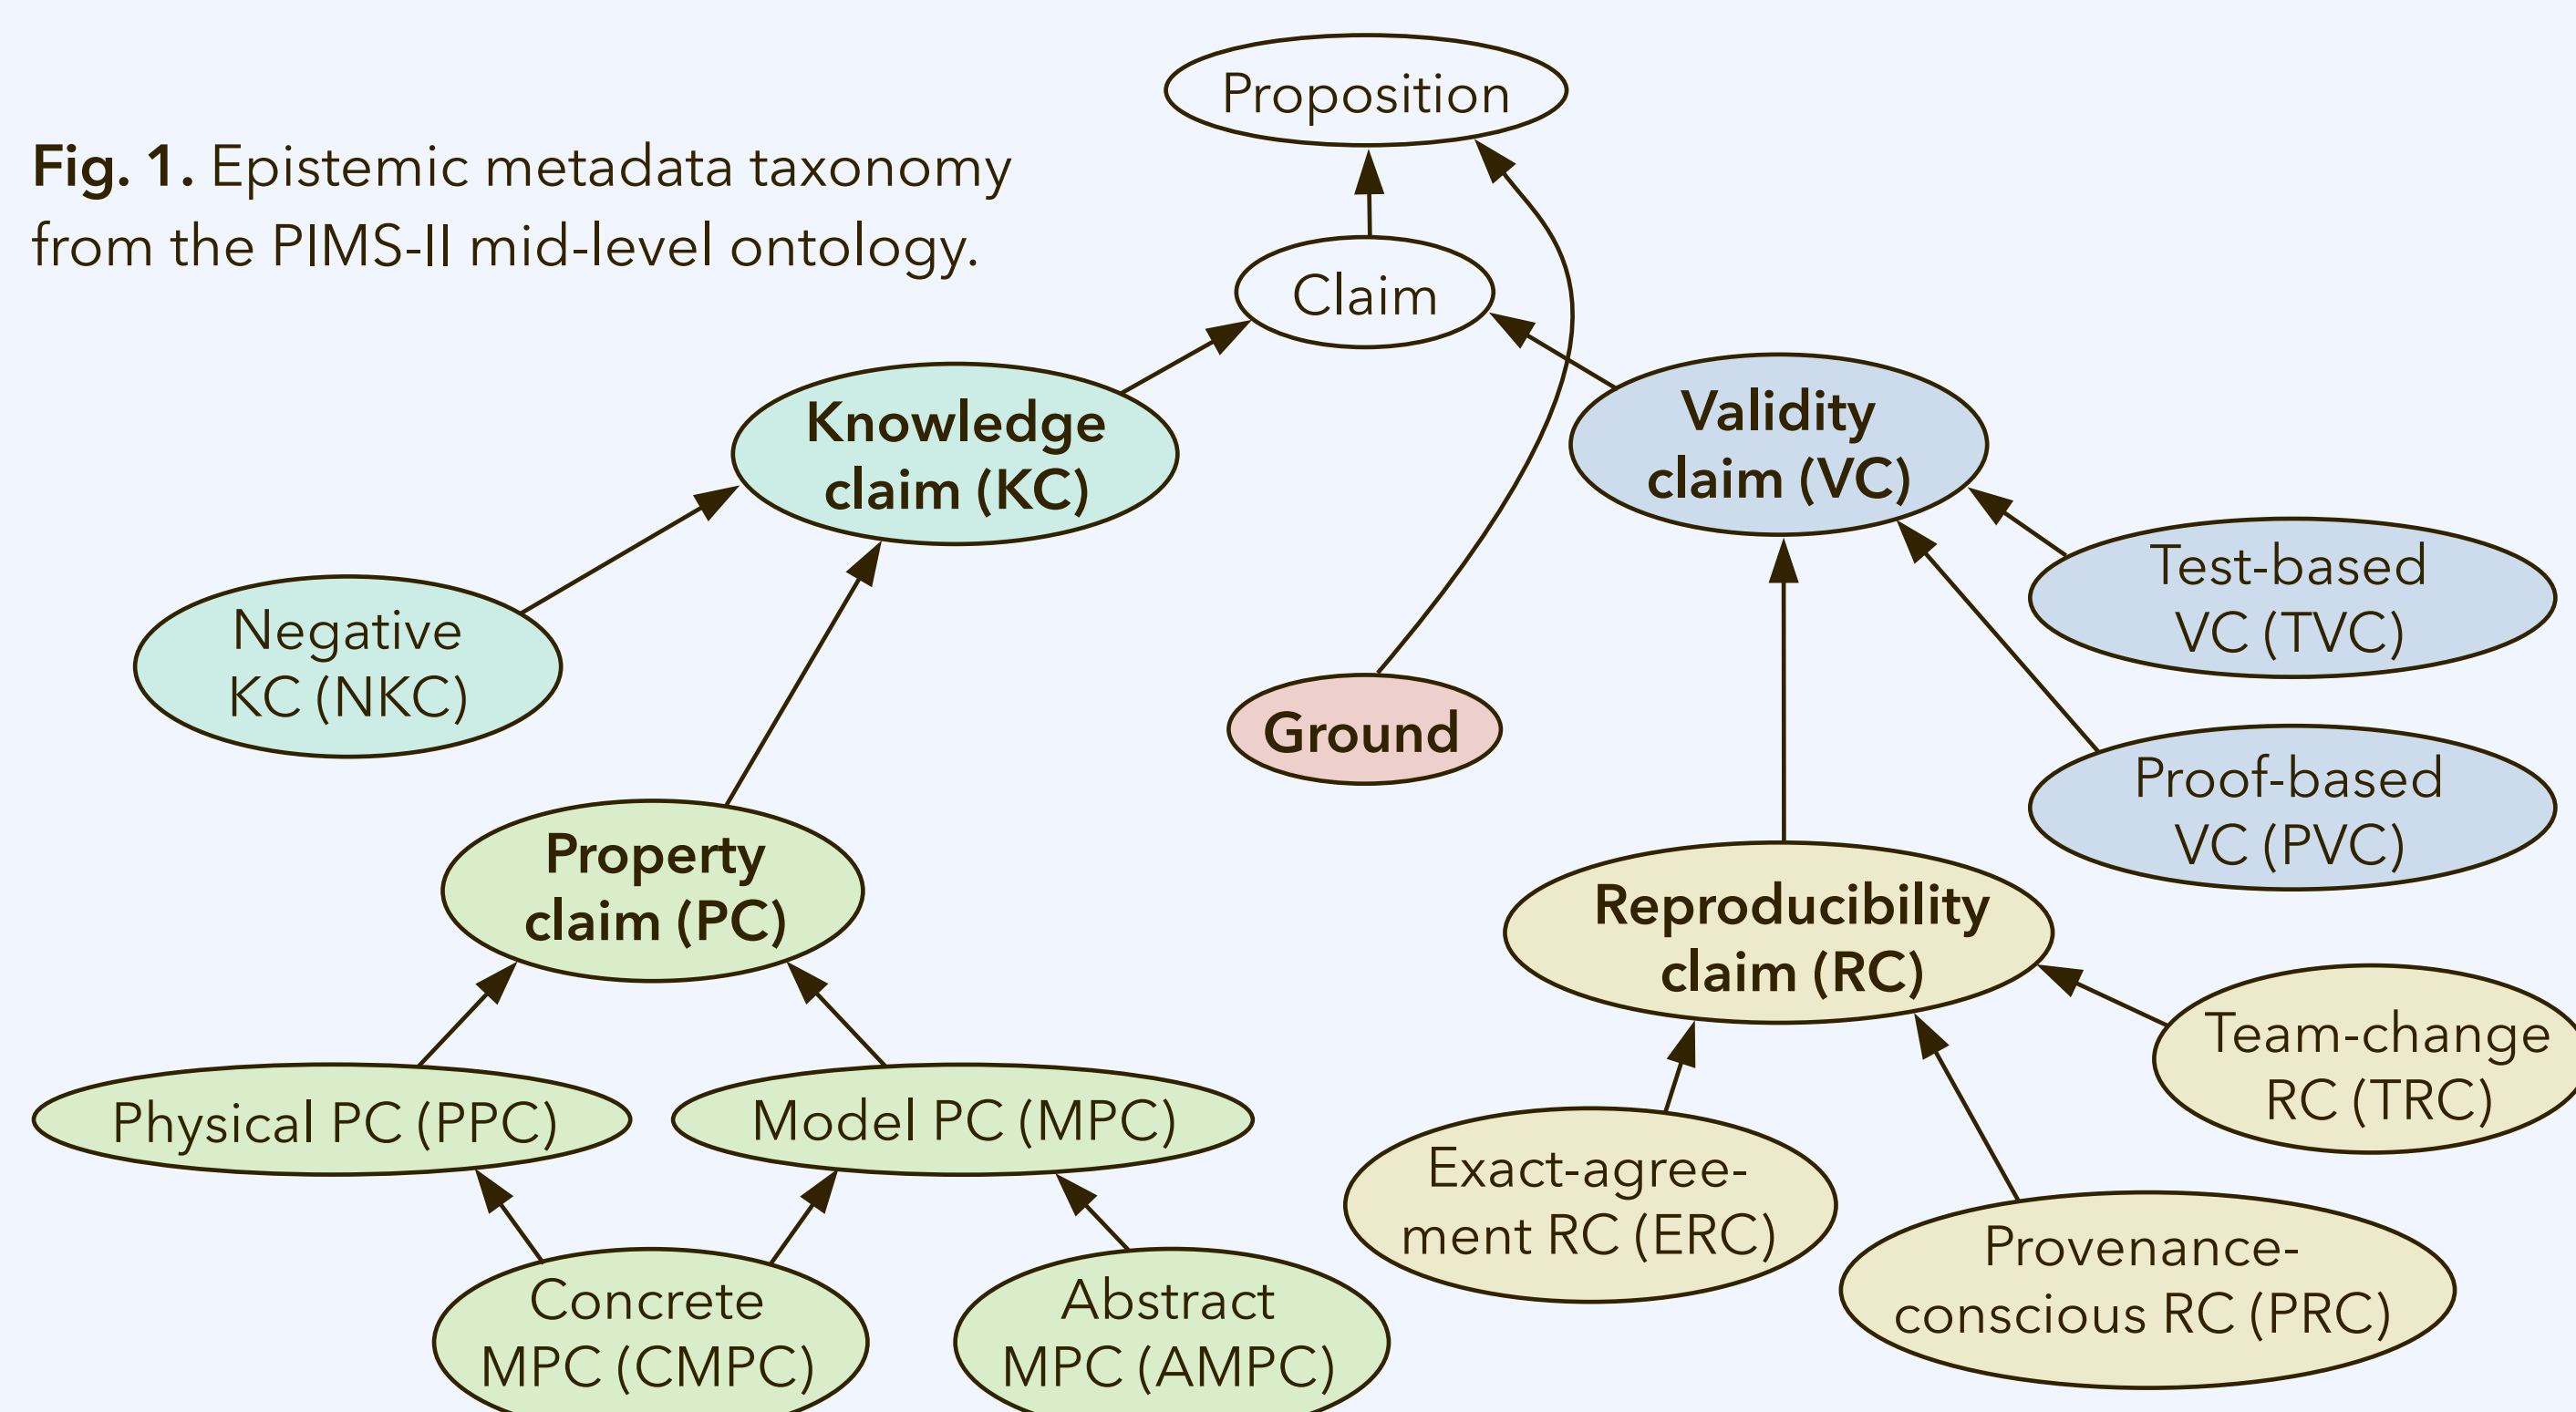 Proposition
Fig. 1. Epistemic metadata taxonomy
from the PIMS-II mid-level ontology.
Claim
Knowledge
claim (KC)
Validity
claim (VC)
Negative
KC (NKC)
Test-based
VC (TVC)
Ground
Proof-based
VC (PVC)
Property
claim (PC)
Reproducibility
claim (RC)
Physical PC (PPC)
Model PC (MPC)
Team-change
RC (TRC)
Exact-agree-
ment RC (ERC)
Provenance-
conscious RC (PRC)
Concrete
MPC (CMPC)
Abstract
MPC (AMPC)